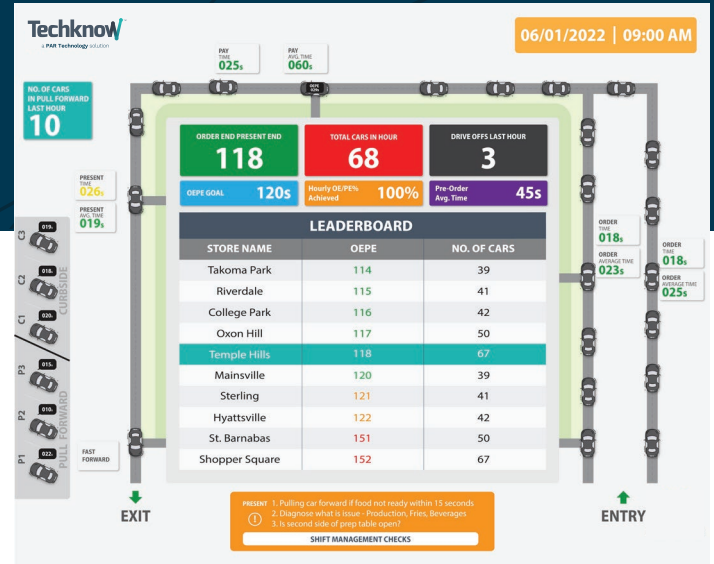 Techknow
a PAR Technology solution
06/01/2022 | 09:00 AM
NO. OF CARS
IN PULL FORWARD
LAST HOUR
10
PAY
TIME
025s
PAY
AVG. TIME
060s
OEPE
ORDER END PRESENT END
118
TOTAL CARS IN HOUR
68
DRIVE OFFS LAST HOUR
3
OEPE GOAL 120s
Hourly OE/PE%
Achieved 100%
Pre-Order
Avg. Time 45s
PRESENT
TIME
026s
PRESENT
AVG. TIME
019s
LEADERBOARD
STORE NAME OEPE NO. OF CARS
Takoma Park 114 39
Riverdale 115 41
College Park 116 42
Oxon Hill 117 50
Temple Hills 118 67
Mainsville 120 39
Sterling 121 41
Hyattsville 122 42
St. Barnabas 151 50
Shopper Square 152 67
ORDER
TIME
018s
ORDER
AVERAGE TIME
023s
ORDER
TIME
018s
ORDER
AVERAGE TIME
025s
C3 019s
C2 018s
C1 020s
CURBSIDE
P3 015s
P2 010s
P1 022s
PULL FORWARD
FAST
FORWARD
EXIT
ENTRY
PRESENT 1. Pulling car forward if food not ready within 15 seconds
2. Diagnose what is issue - Production, Fries, Beverages
3. Is second side of prep table open?
SHIFT MANAGEMENT CHECKS